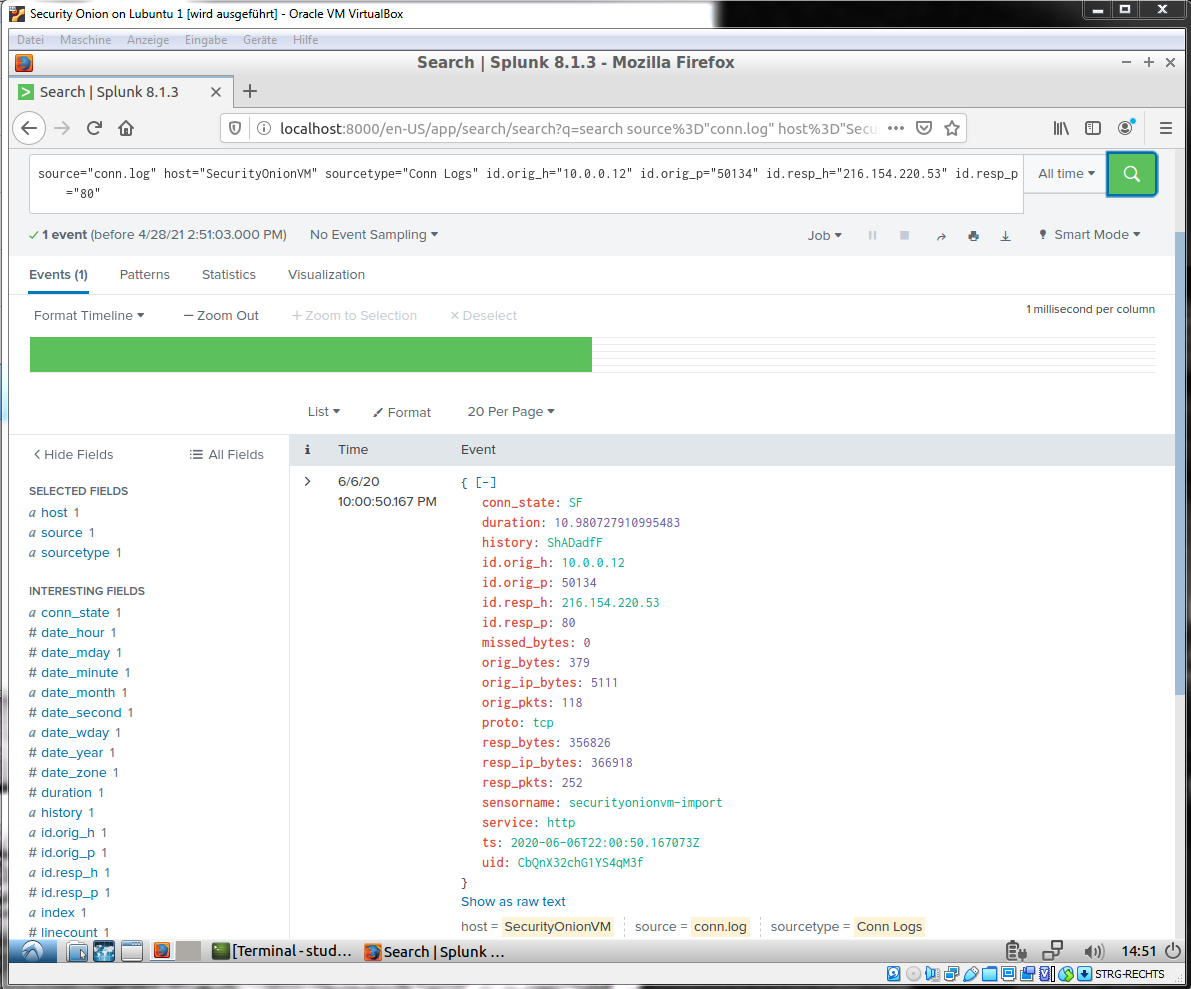 Security Onion on Lubuntu 1 [wird ausgeführt] - Oracle VM VirtualBox
Datei Maschine Anzeige Eingabe Geräte Hilfe
Search | Splunk 8.1.3 - Mozilla Firefox
Search | Splunk 8.1.3
localhost:8000/en-US/app/search/search?q=search source%3D"conn.log" host%3D"Secu
source="conn.log" host="SecurityOnionVM" sourcetype="Conn Logs" id.orig_h="10.0.0.12" id.orig_p="50134" id.resp_h="216.154.220.53" id.resp_p
="80"
All time
1 event (before 4/28/21 2:51:03.000 PM) No Event Sampling Job Smart Mode
Events (1) Patterns Statistics Visualization
Format Timeline — Zoom Out + Zoom to Selection × Deselect 1 millisecond per column
List Format 20 Per Page
Hide Fields All Fields
i Time Event
SELECTED FIELDS
a host 1
a source 1
a sourcetype 1
INTERESTING FIELDS
a conn_state 1
# date_hour 1
# date_mday 1
# date_minute 1
a date_month 1
# date_second 1
a date_wday 1
# date_year 1
# date_zone 1
# duration 1
a history 1
a id.orig_h 1
# id.orig_p 1
a id.resp_h 1
# id.resp_p 1
a index 1
# linecount 1
6/6/20
10:00:50.167 PM
{ [-]
conn_state: SF
duration: 10.980727910995483
history: ShADadfF
id.orig_h: 10.0.0.12
id.orig_p: 50134
id.resp_h: 216.154.220.53
id.resp_p: 80
missed_bytes: 0
orig_bytes: 379
orig_ip_bytes: 5111
orig_pkts: 118
proto: tcp
resp_bytes: 356826
resp_ip_bytes: 366918
resp_pkts: 252
sensorname: securityonionvm-import
service: http
ts: 2020-06-06T22:00:50.167073Z
uid: CbQnX32chG1YS4qM3f
}
Show as raw text
host = SecurityOnionVM source = conn.log sourcetype = Conn Logs
[Terminal - stud... Search | Splunk ... 14:51
STRG-RECHTS